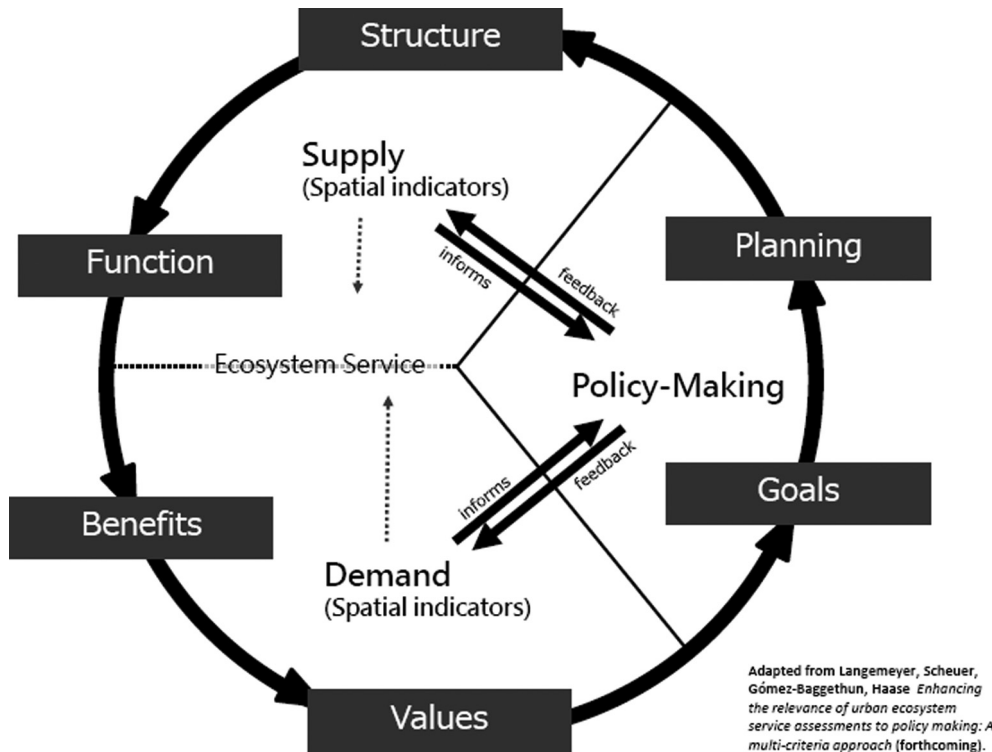 Structure
Supply
(Spatial indicators)
Function
Planning
informs
feedback
Ecosystem Service
Policy-Making
informs
feedback
Benefits
Goals
Demand
(Spatial indicators)
Values
Adapted from Langemeyer, Scheuer,
Gómez-Baggethun, Haase Enhancing
the relevance of urban ecosystem
service assessments to policy making: A
multi-criteria approach (forthcoming).